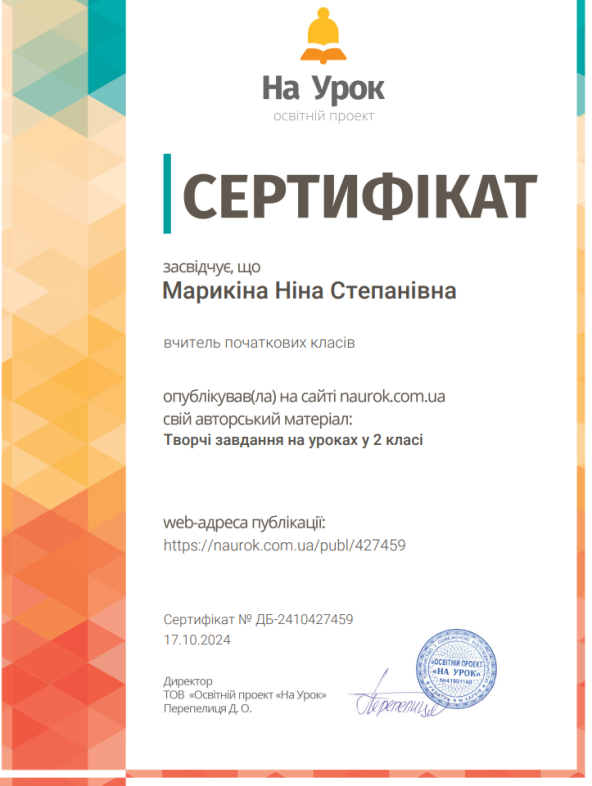 На Урок
освітній проект
СЕРТИФІКАТ
засвідчує, що
Марикіна Ніна Степанівна
вчитель початкових класів
опублікував(ла) на сайті naurok.com.ua
свій авторський матеріал:
Творчі завдання на уроках у 2 класі
web-адреса публікації:
https://naurok.com.ua/publ/427459
Сертифікат № ДБ-2410427459
17.10.2024
Директор
ТОВ «Освітній проект «На Урок»
Перепелиця Д. О.
Перепелиця
«ОСВІТНІЙ ПРОЕКТ
«НА УРОК»
№41991148